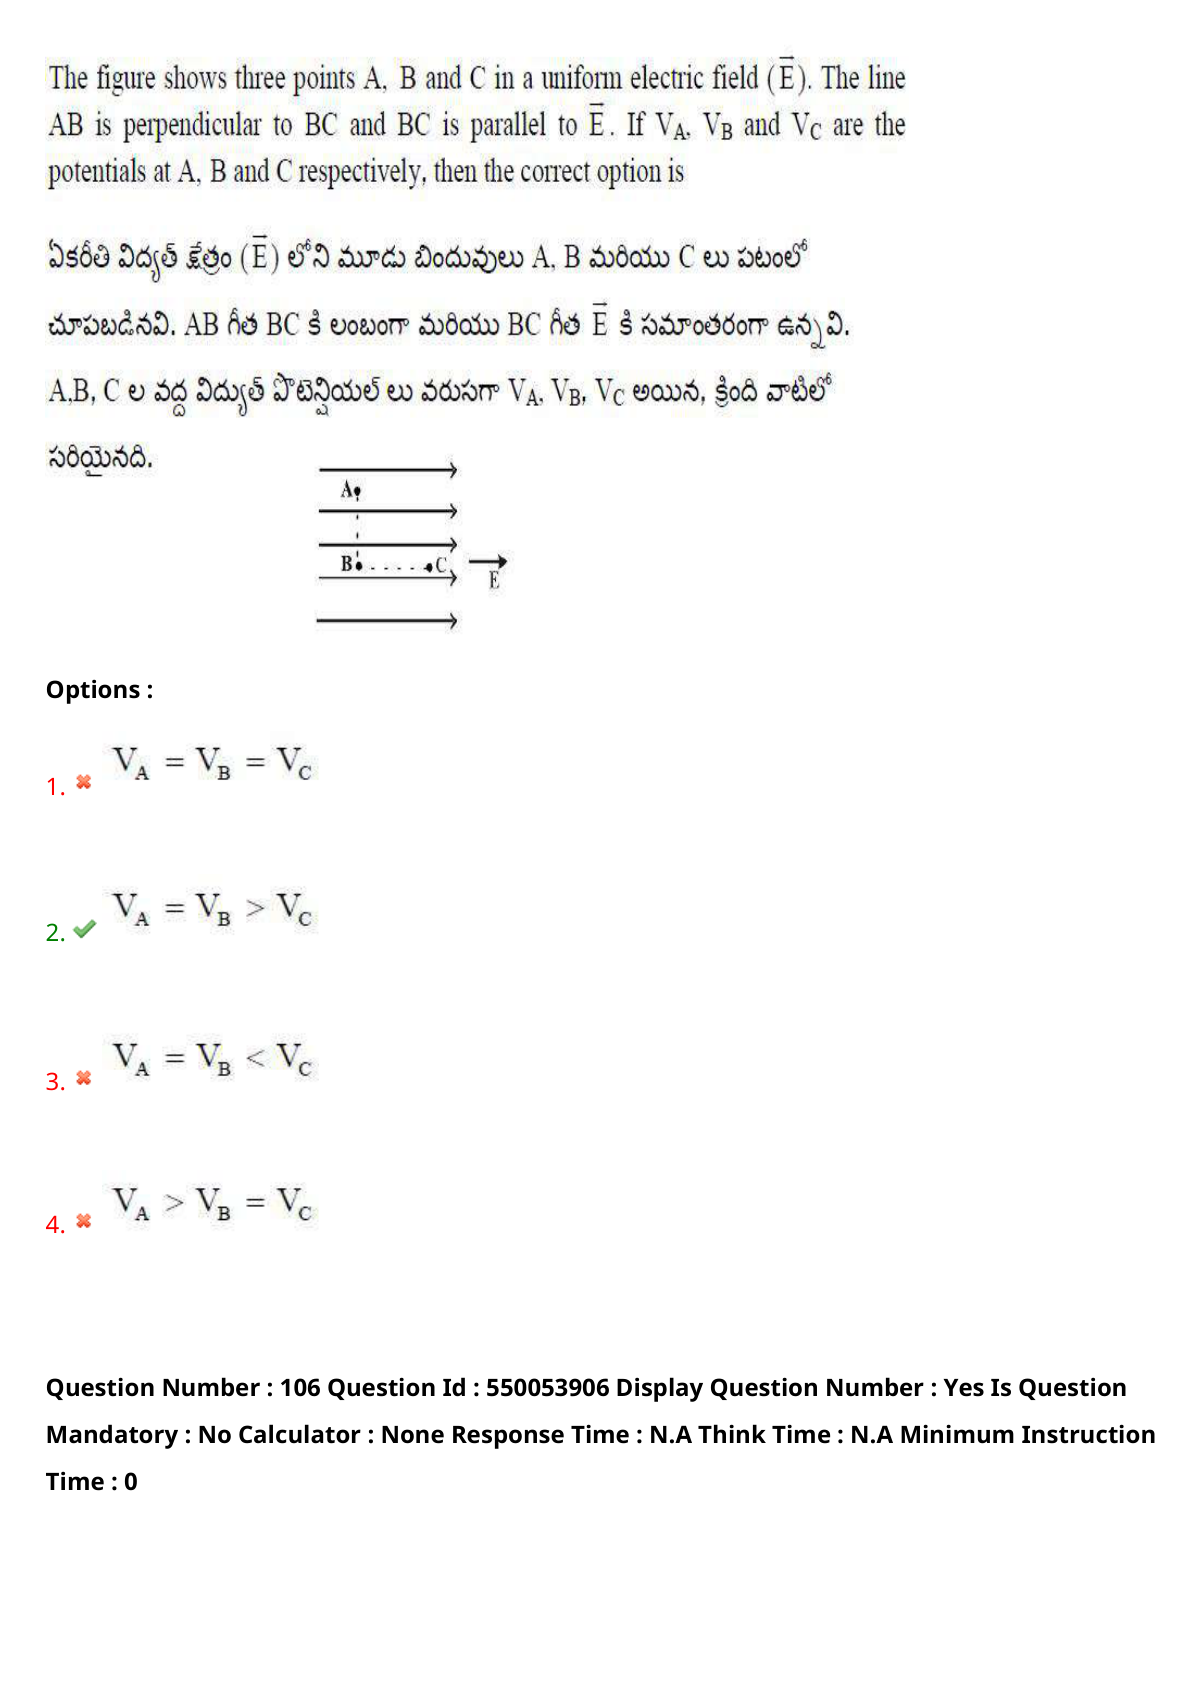 The figure shows three points A, B and C in a uniform electric field (E⃗). The line
AB is perpendicular to BC and BC is parallel to E⃗. If V_A, V_B and V_C are the
potentials at A, B and C respectively, then the correct option is
ఏకరీతి విద్యత్ క్షేత్రం (E⃗) లోని మూడు బిందువులు A, B మరియు C లు పటంలో
చూపబడినవి. AB గీత BC కి లంబంగా మరియు BC గీత E⃗ కి సమాంతరంగా ఉన్నవి.
A,B, C ల వద్ద విద్యుత్ పొటెన్షియల్ లు వరుసగా V_A, V_B, V_C అయిన, క్రింది వాటిలో
సరియైనది.
A
B C
E
Options :
1. V_A = V_B = V_C
2. V_A = V_B > V_C
3. V_A = V_B < V_C
4. V_A > V_B = V_C
Question Number : 106 Question Id : 550053906 Display Question Number : Yes Is Question
Mandatory : No Calculator : None Response Time : N.A Think Time : N.A Minimum Instruction
Time : 0